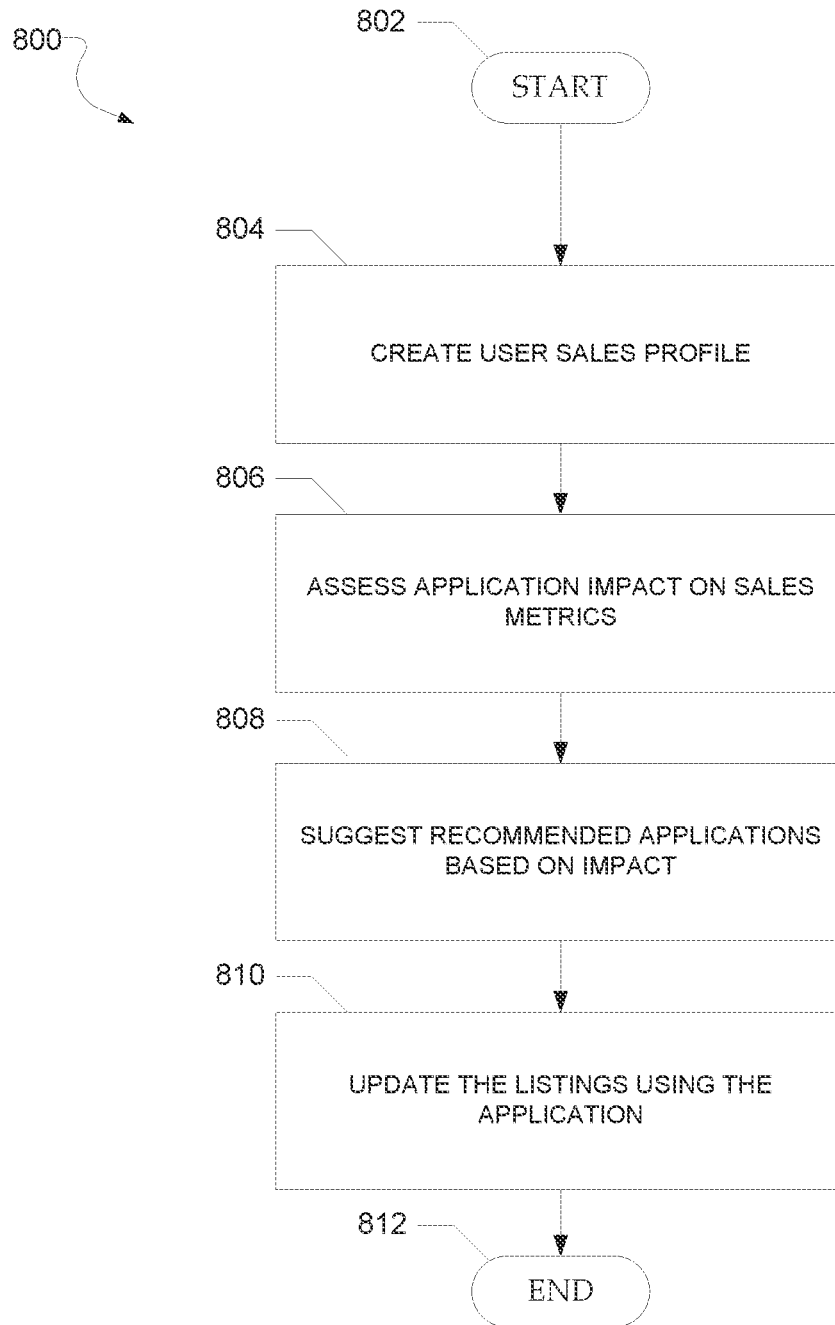 800
802
START
804
CREATE USER SALES PROFILE
806
ASSESS APPLICATION IMPACT ON SALES
METRICS
808
SUGGEST RECOMMENDED APPLICATIONS
BASED ON IMPACT
810
UPDATE THE LISTINGS USING THE
APPLICATION
812
END